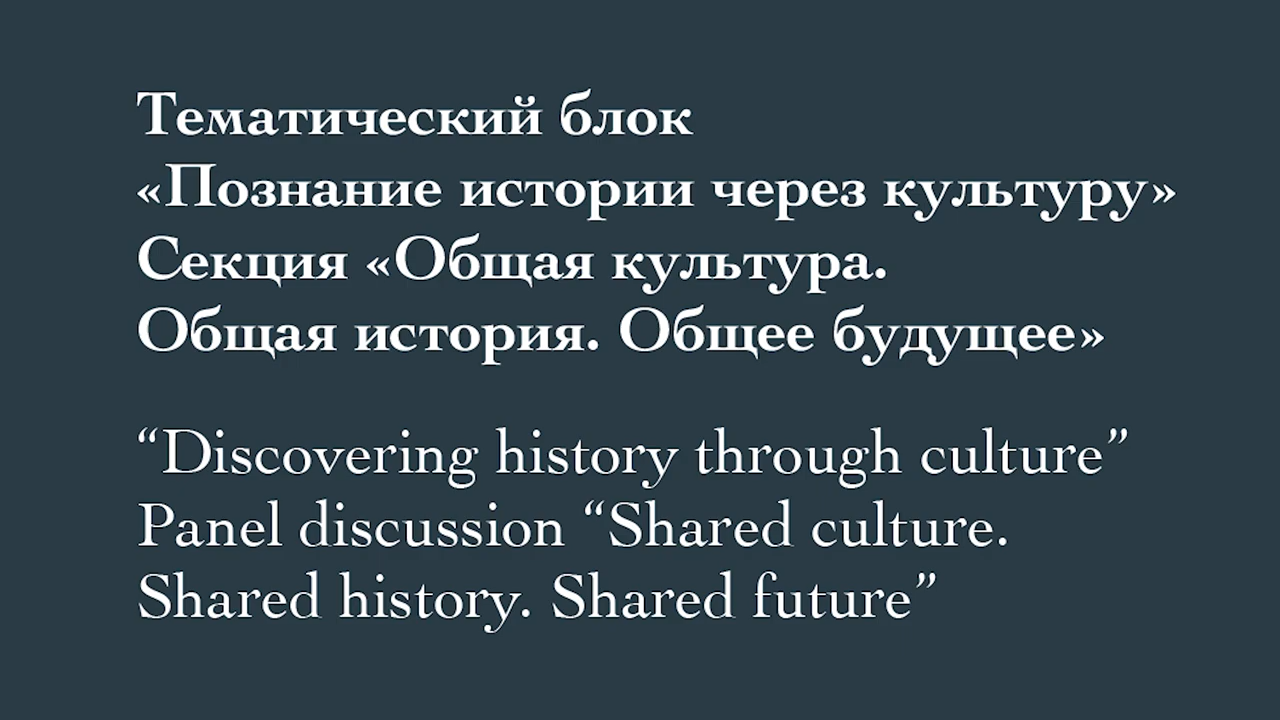 Тематический блок
«Познание истории через культуру»
Секция «Общая культура.
Общая история. Общее будущее»
“Discovering history through culture”
Panel discussion “Shared culture.
Shared history. Shared future”